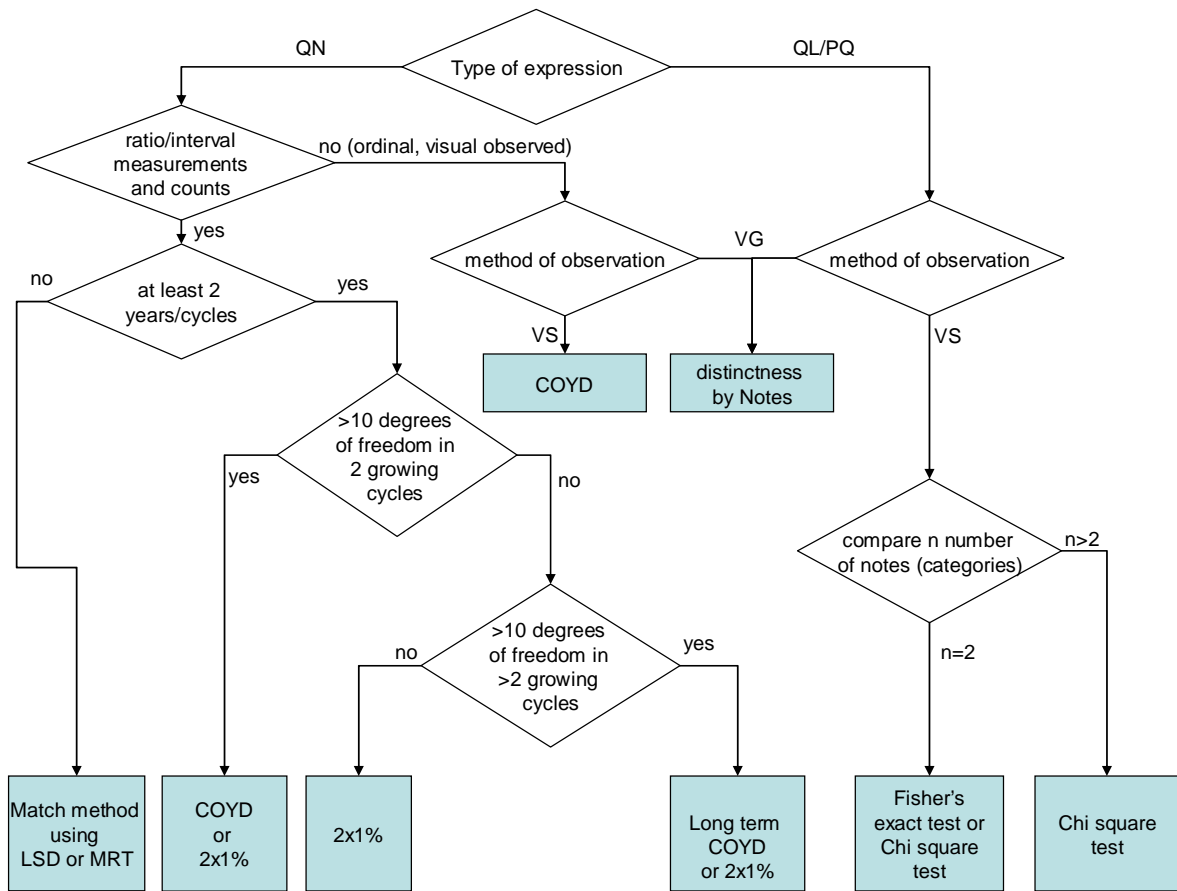 QN
QL/PQ
Type of expression
ratio/interval
measurements
and counts
no (ordinal, visual observed)
yes
VG
method of observation
method of observation
no
at least 2
years/cycles
yes
VS
VS
COYD
distinctness
by Notes
>10 degrees
of freedom in
2 growing
cycles
yes
no
compare n number
of notes (categories)
n>2
>10 degrees
of freedom in
>2 growing
cycles
no
yes
n=2
Match method
using
LSD or MRT
COYD
or
2x1%
2x1%
Long term
COYD
or 2x1%
Fisher's
exact test or
Chi square
test
Chi square
test